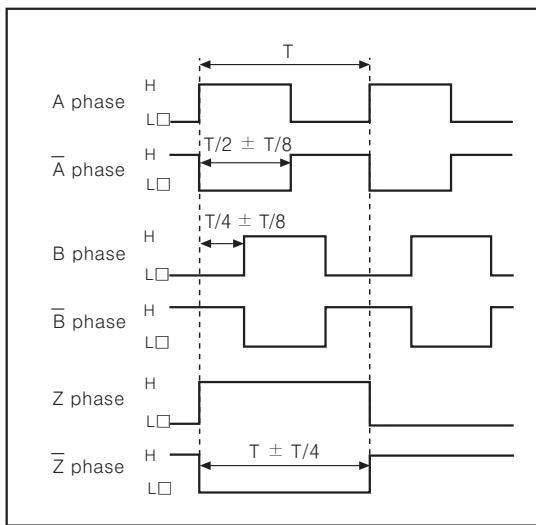 T
H
A phase
L□
H
T/2 ± T/8
A̅ phase
L□
T/4 ± T/8
H
B phase
L□
H
B̅ phase
L□
H
Z phase
L□
H
T ± T/4
Z̅ phase
L□